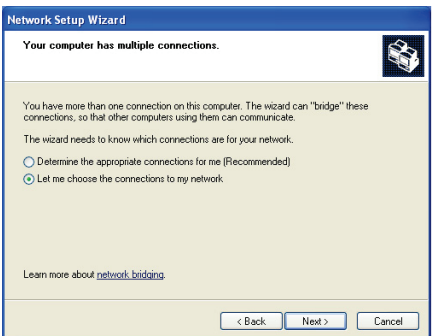 Network Setup Wizard
Your computer has multiple connections.
You have more than one connection on this computer. The wizard can "bridge" these
connections, so that other computers using them can communicate.
The wizard needs to know which connections are for your network.
Determine the appropriate connections for me (Recommended)
Let me choose the connections to my network
Learn more about network bridging.
< Back Next > Cancel